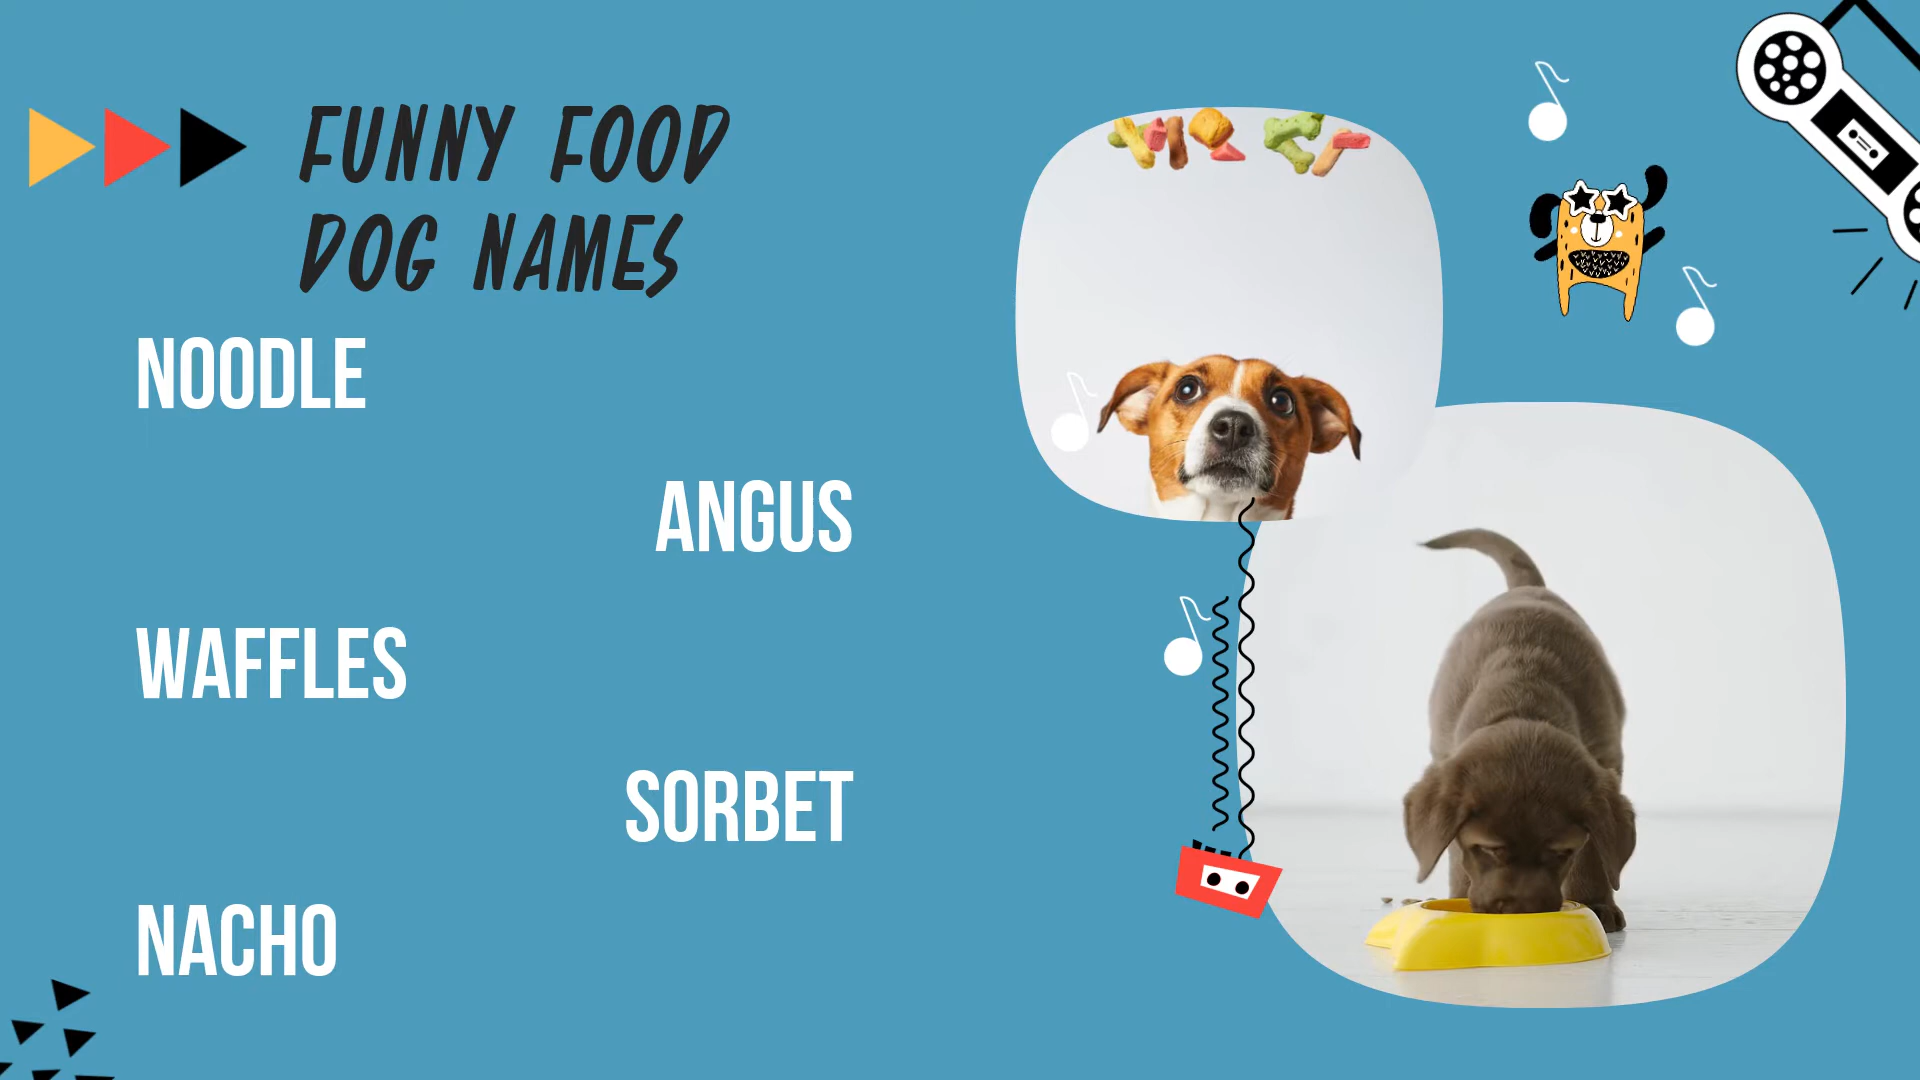 FUNNY FOOD
DOG NAMES
NOODLE
ANGUS
WAFFLES
SORBET
NACHO